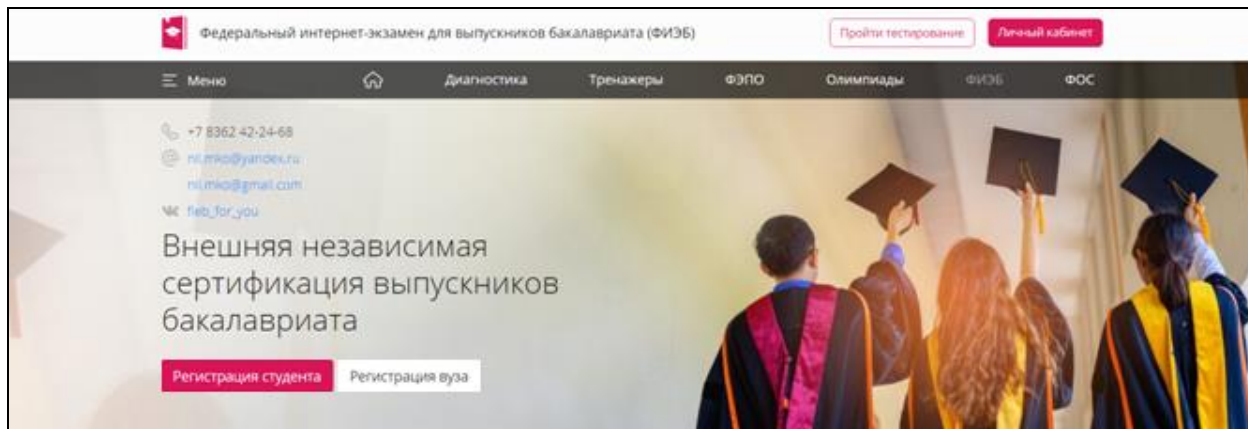 Федеральный интернет-экзамен для выпускников бакалавриата (ФИЭБ)
Пройти тестирование
Личный кабинет
Меню
Диагностика
Тренажеры
ФЭПО
Олимпиады
ФИЭБ
ФОС
+7 8362 42-24-68
nii.mko@yandex.ru
nii.mko@gmail.com
fieb_for_you
Внешняя независимая
сертификация выпускников
бакалавриата
Регистрация студента
Регистрация вуза